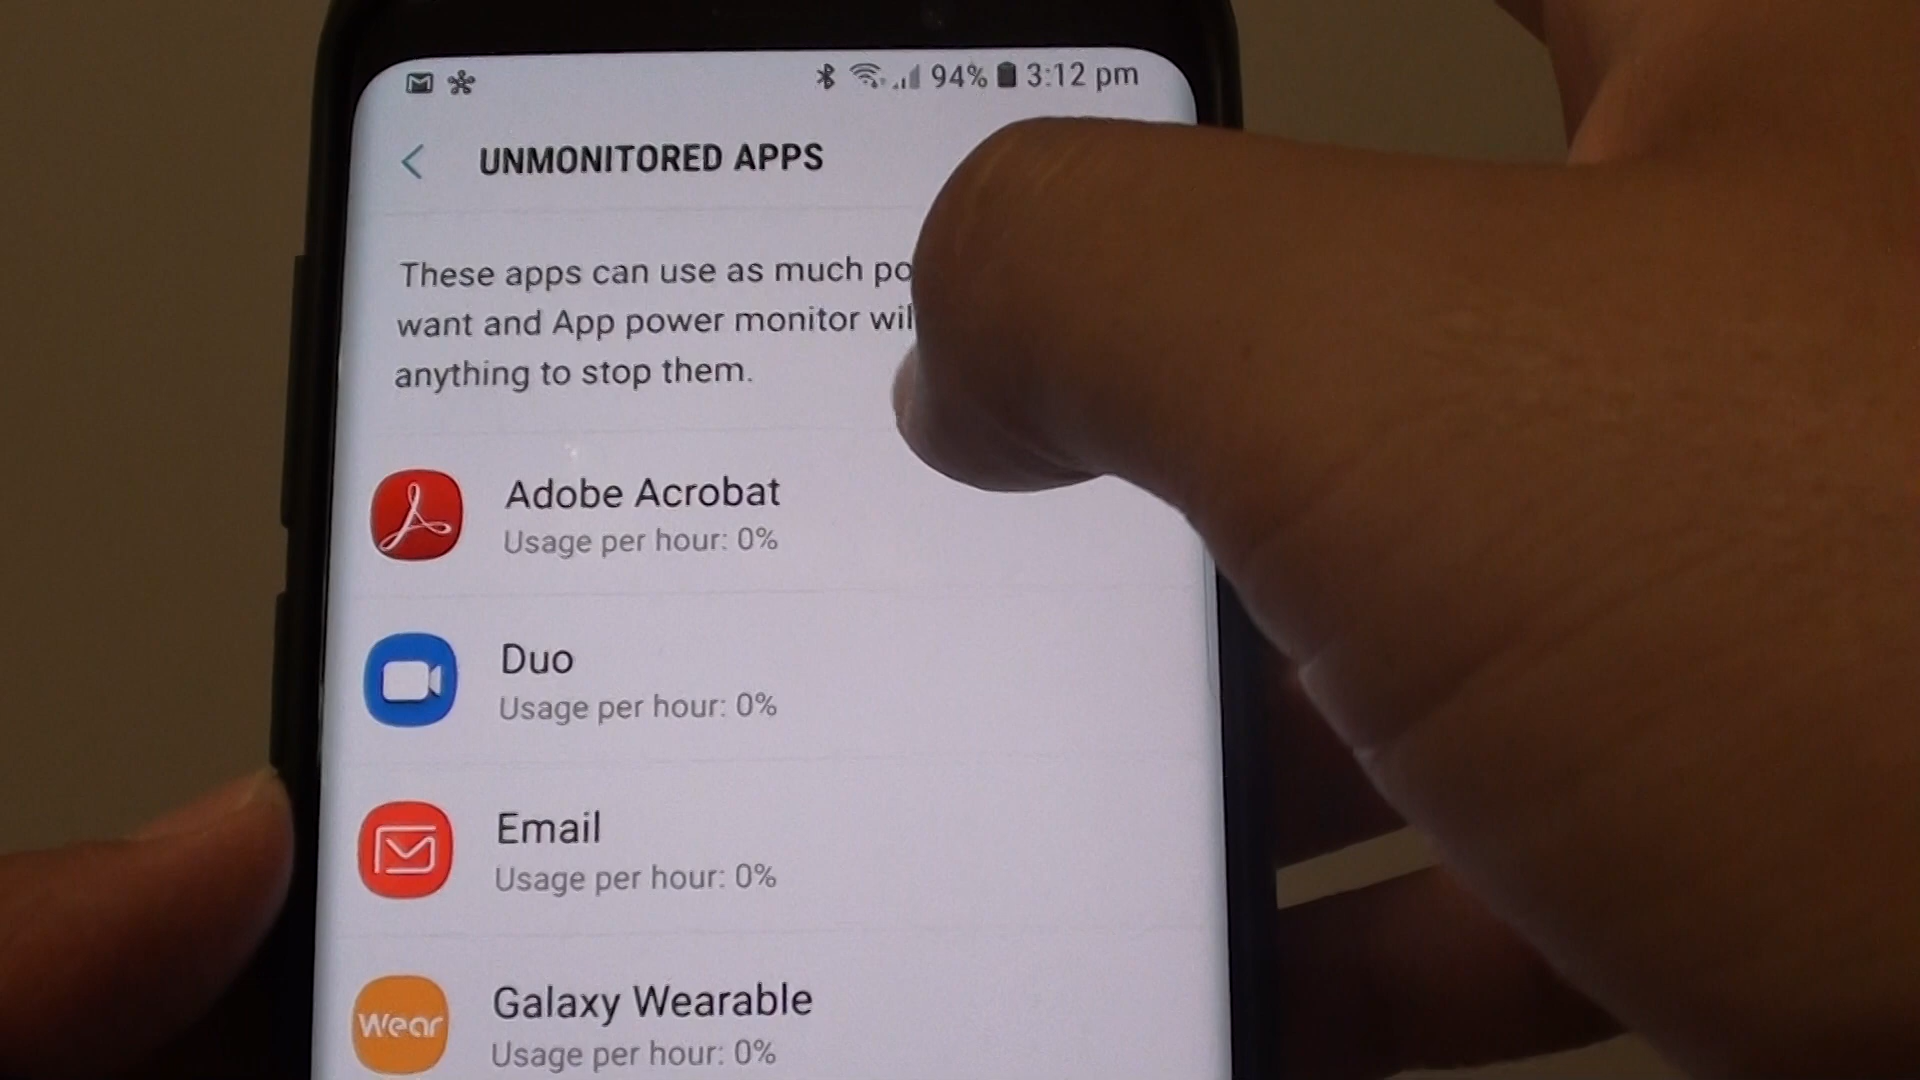 94% 3:12 pm
UNMONITORED APPS
These apps can use as much
want and App power monitor
anything to stop them.
Adobe Acrobat
Usage per hour: 0%
Duo
Usage per hour: 0%
Email
Usage per hour: 0%
Wear
Galaxy Wearable
Usage per hour: 0%